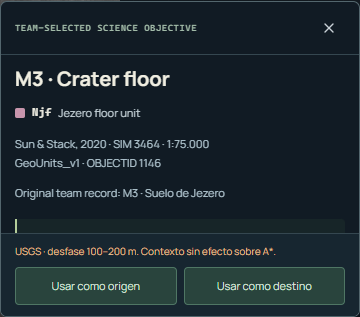 TEAM-SELECTED SCIENCE OBJECTIVE
M3 · Crater floor
Njf Jezero floor unit
Sun & Stack, 2020 · SIM 3464 · 1:75.000
GeoUnits_v1 · OBJECTID 1146
Original team record: M3 · Suelo de Jezero
USGS · desfase 100–200 m. Contexto sin efecto sobre A*.
Usar como origen
Usar como destino